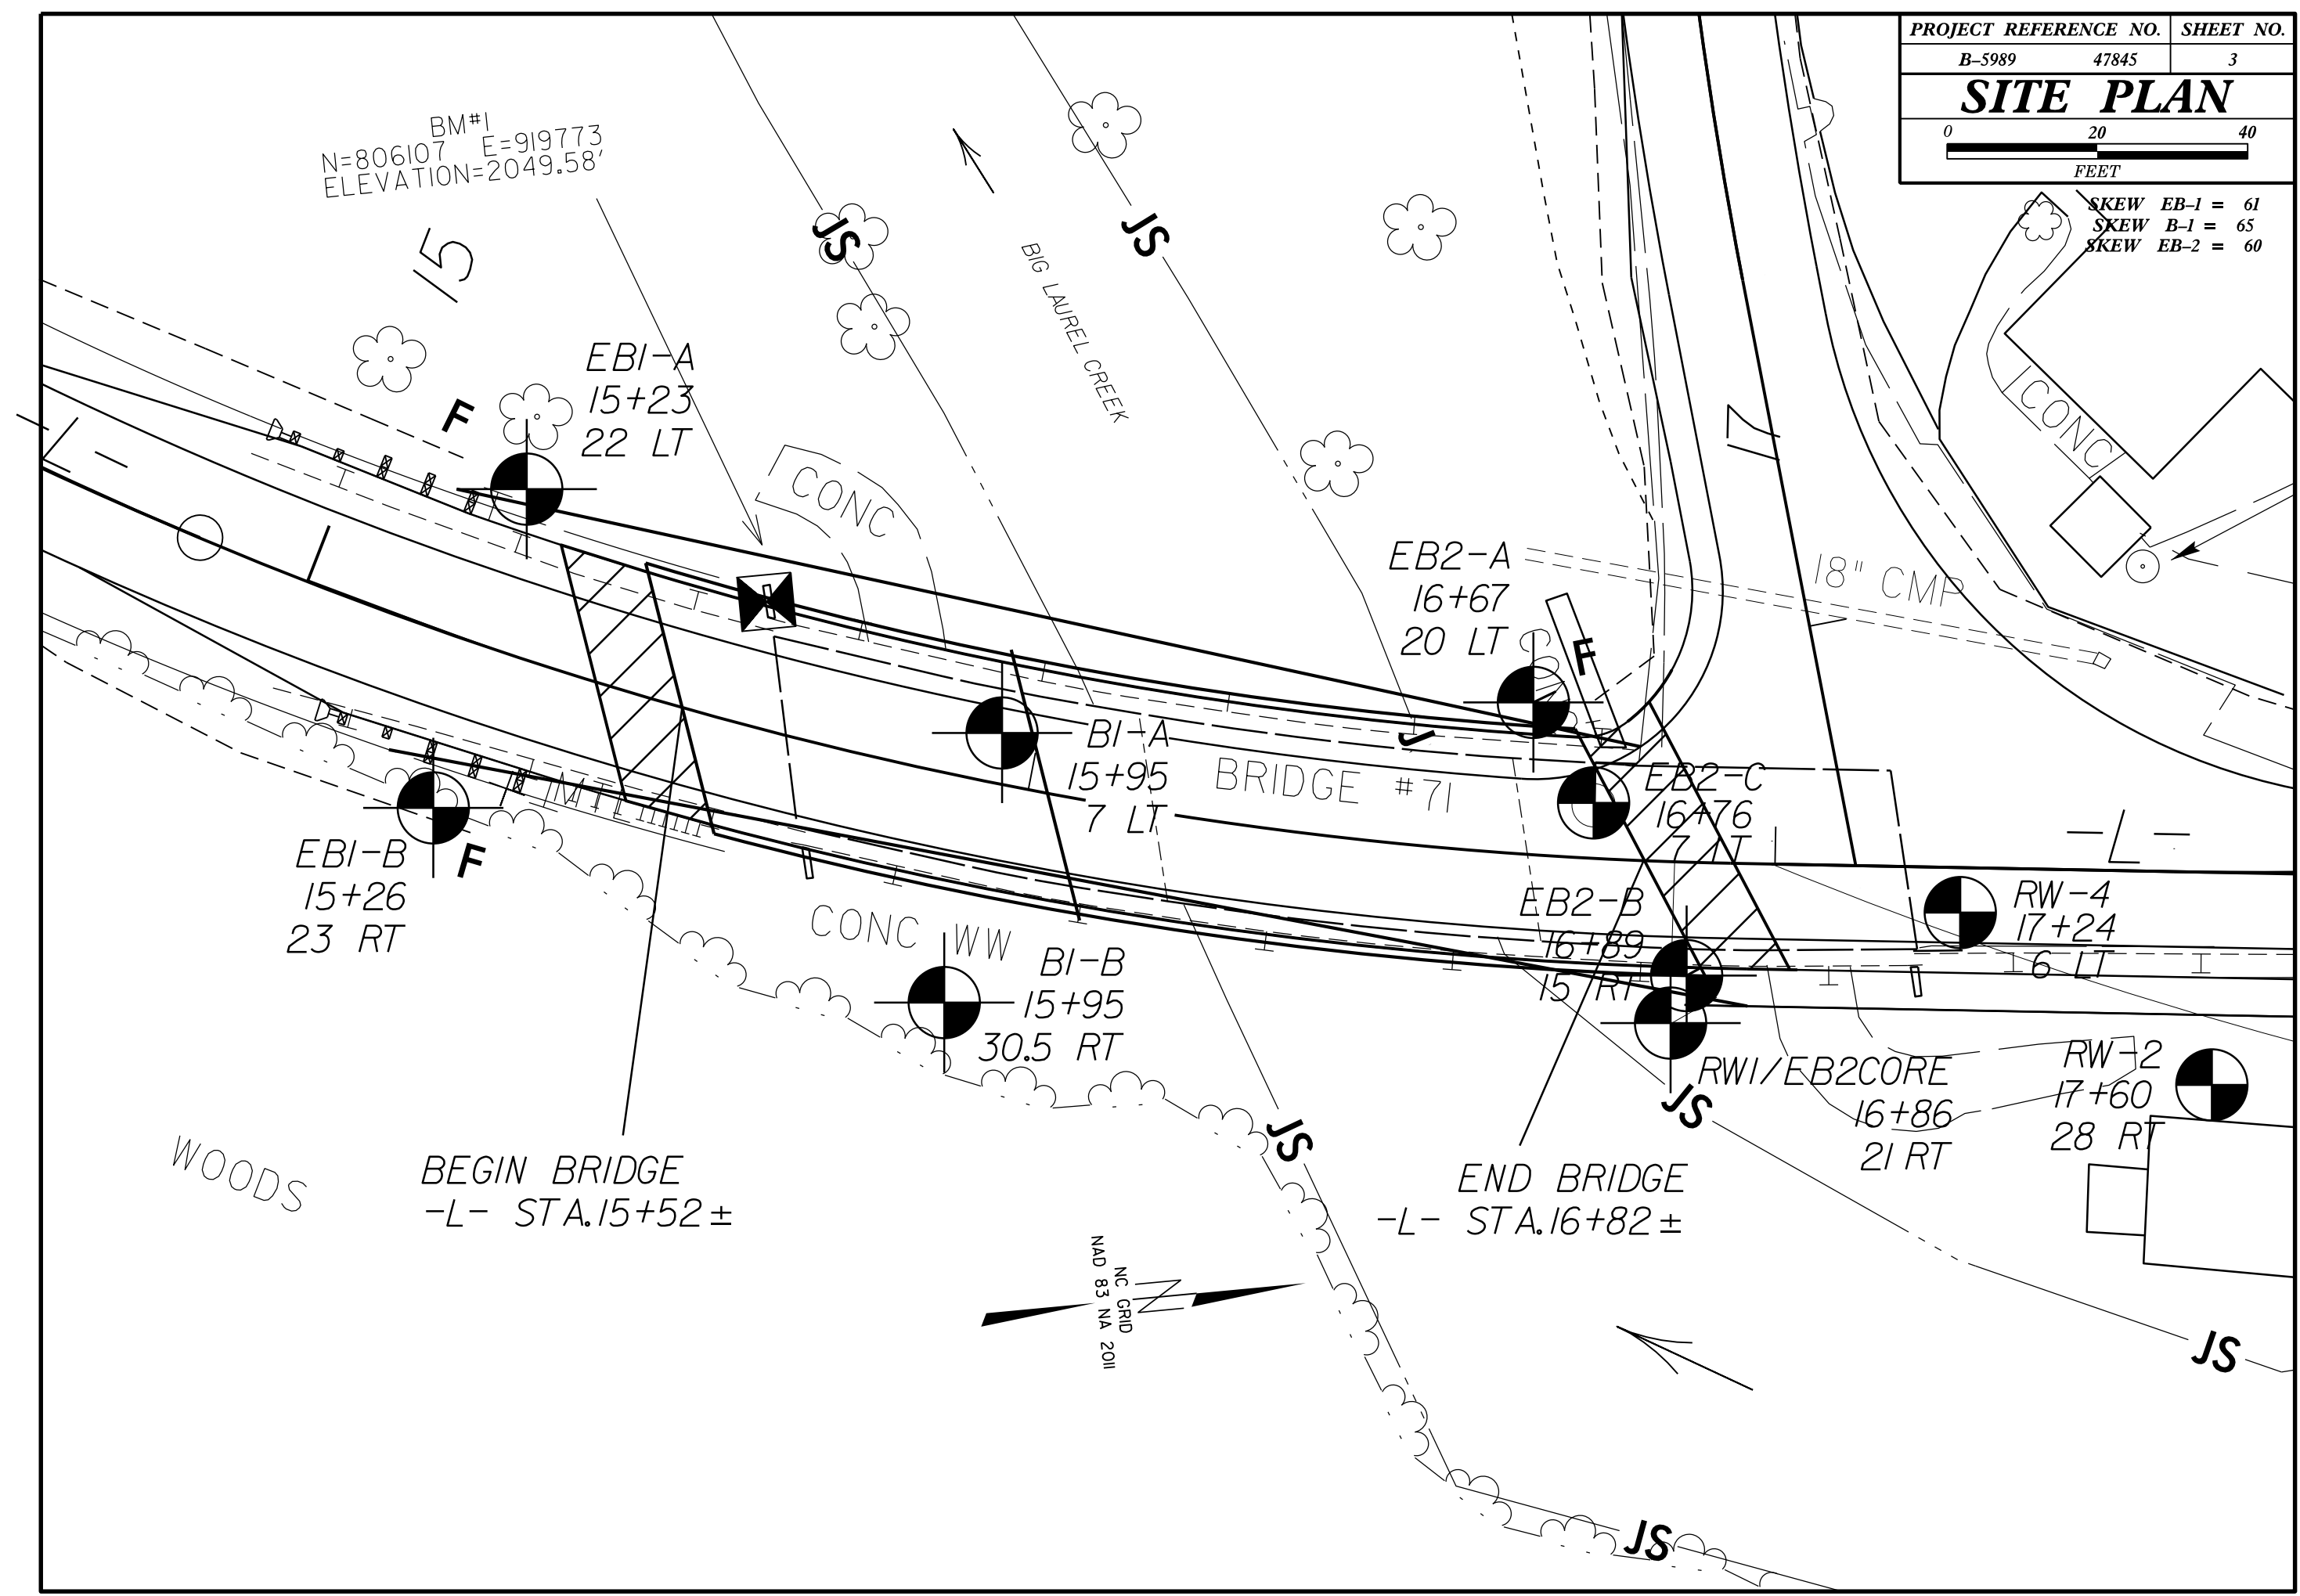 PROJECT REFERENCE NO. SHEET NO.
B–5989 47845 3
SITE PLAN
0 20 40
FEET
SKEW EB–1 = 61
SKEW B–1 = 65
SKEW EB–2 = 60
BM#1
N=806107 E=919773
ELEVATION=2049.58'
15
JS
JS
BIG LAUREL CREEK
F
EB1-A
15+23
22 LT
CONC
CONC
17
EB2-A
16+67
20 LT
F
18" CMP
B1-A
15+95
7 LT
BRIDGE #71
EB2-C
16+76
-L-
EB1-B
15+26
23 RT
F
CONC WW
B1-B
15+95
30.5 RT
EB2-B
16+89
15 RT
RW-4
17+24
6 LT
RW1/EB2CORE
16+86
21 RT
RW-2
17+60
28 RT
JS
JS
WOODS
BEGIN BRIDGE
-L- STA.15+52±
END BRIDGE
-L- STA.16+82±
NC GRID
NAD 83 NA 2011
JS
JS